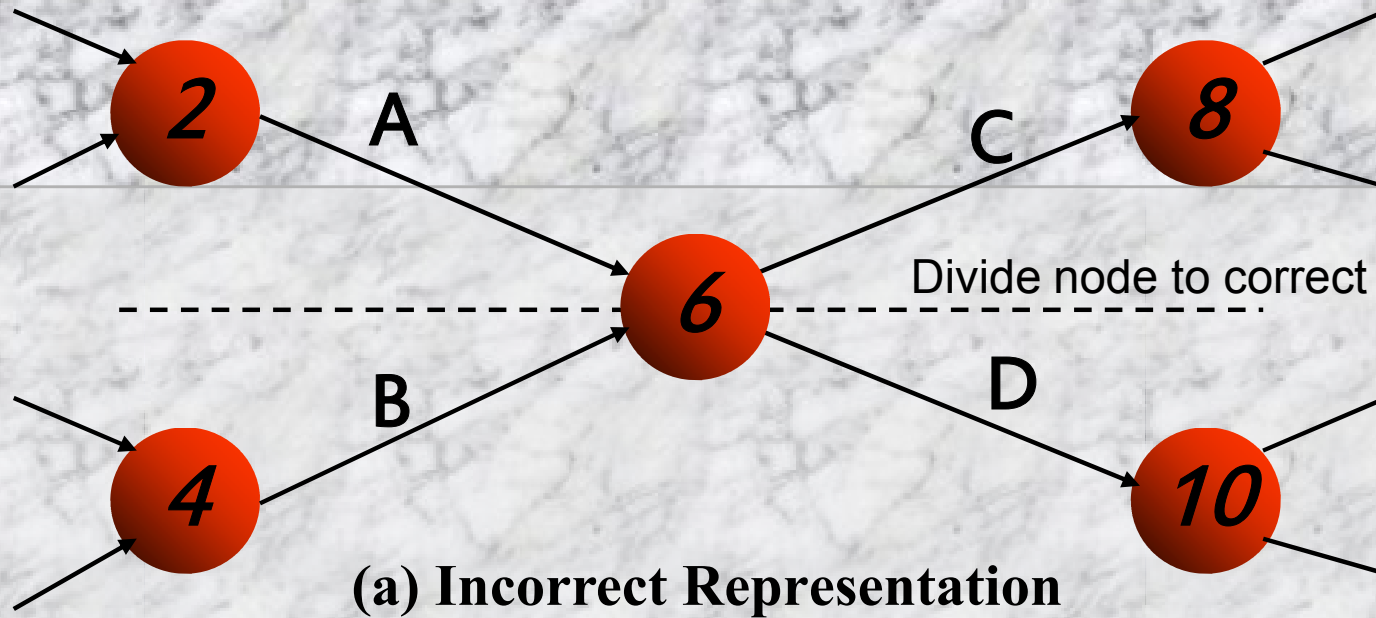 2
A
C
8
6
Divide node to correct
B
D
4
10
(a) Incorrect Representation